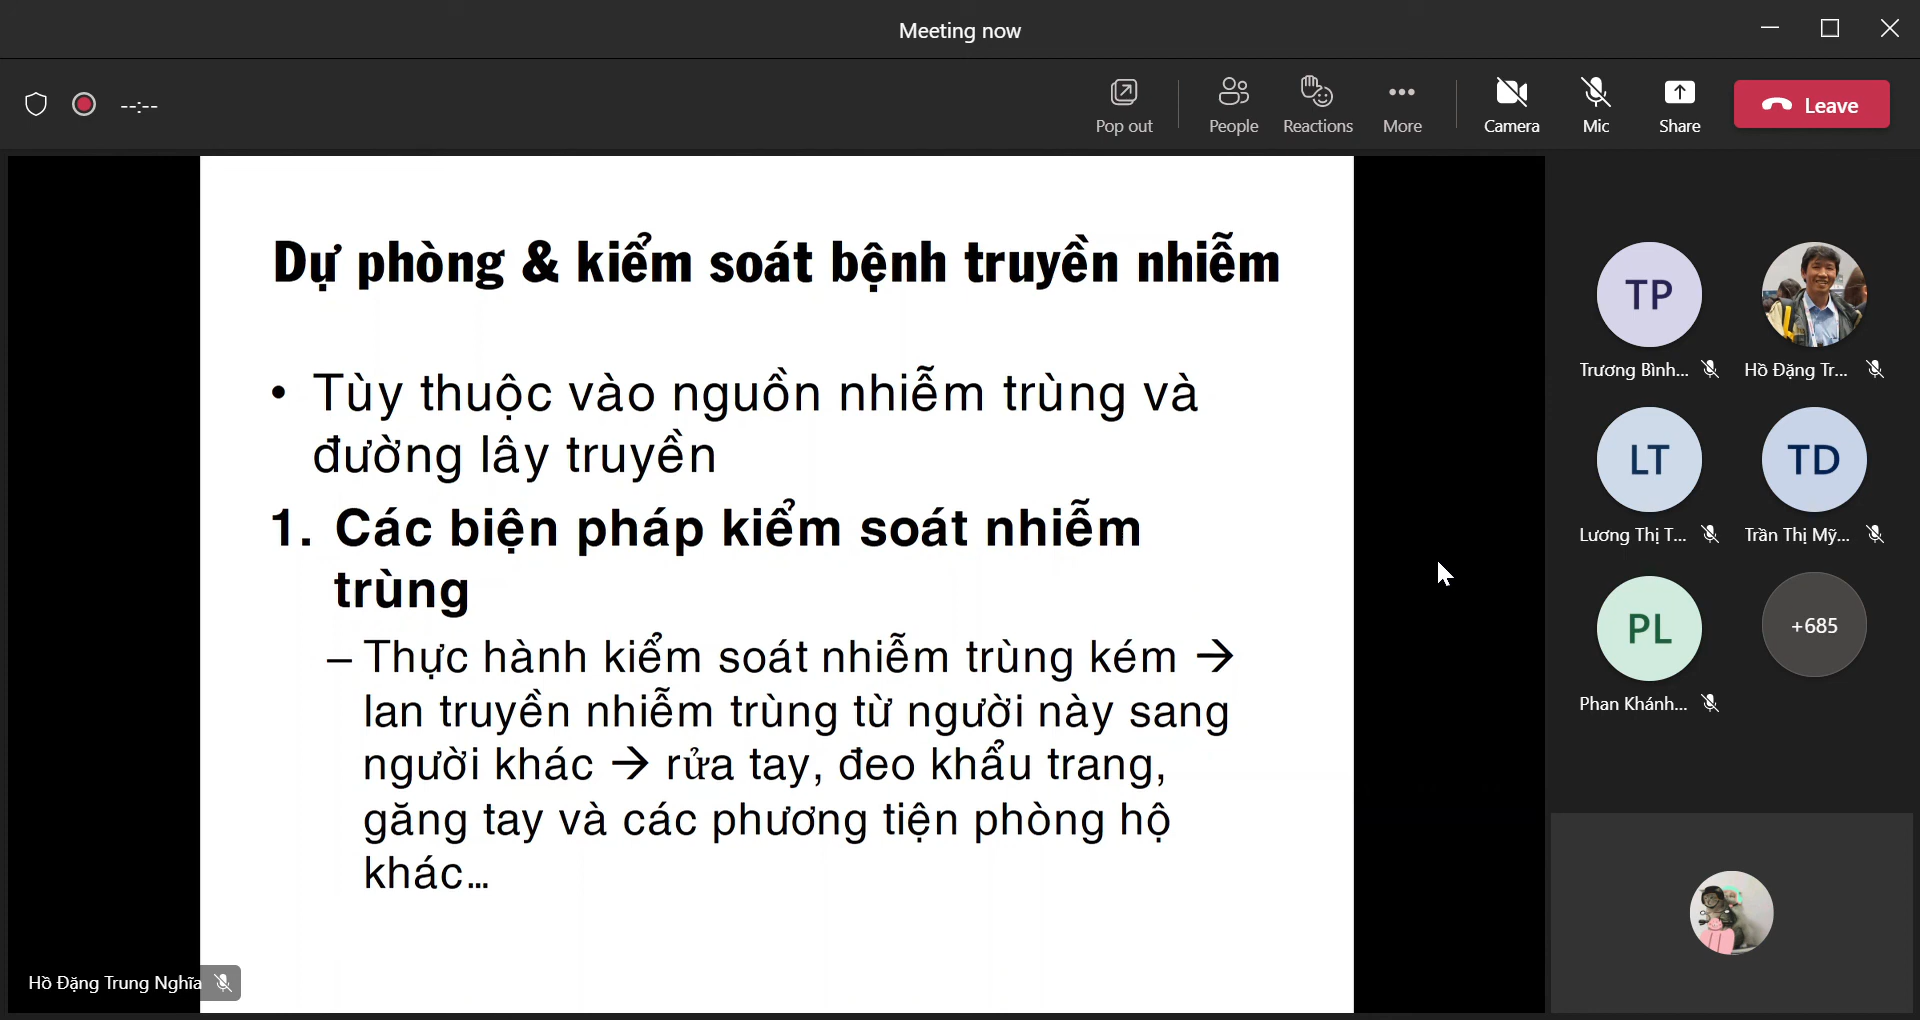 Meeting now
--:--
Pop out
People
Reactions
More
Camera
Mic
Share
Leave
Dự phòng & kiểm soát bệnh truyền nhiễm
• Tùy thuộc vào nguồn nhiễm trùng và
đường lây truyền
1. Các biện pháp kiểm soát nhiễm
trùng
– Thực hành kiểm soát nhiễm trùng kém →
lan truyền nhiễm trùng từ người này sang
người khác → rửa tay, đeo khẩu trang,
găng tay và các phương tiện phòng hộ
khác...
Hồ Đặng Trung Nghĩa
TP
Trương Bình...
Hồ Đặng Tr...
LT
Lương Thị T...
TD
Trần Thị Mỹ...
PL
Phan Khánh...
+685